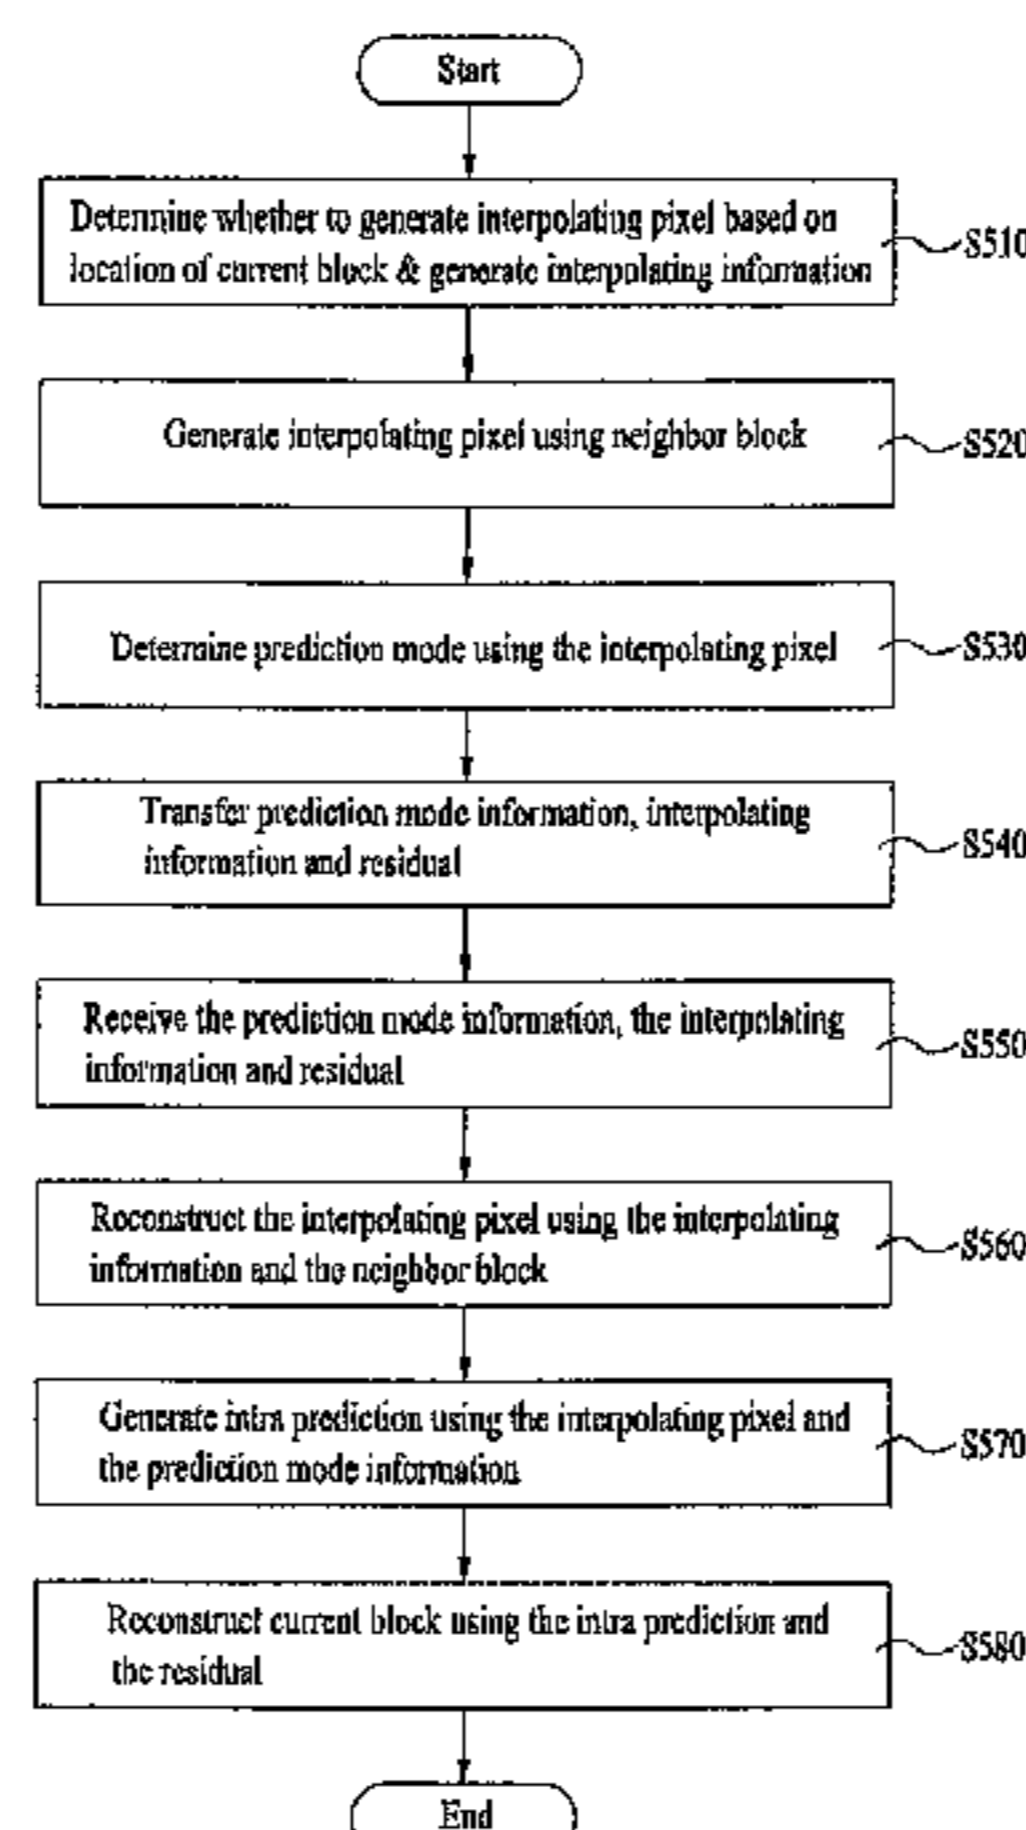 Start
Determine whether to generate interpolating pixel based on
location of current block & generate interpolating information
S510
Generate interpolating pixel using neighbor block
S520
Determine prediction mode using the interpolating pixel
S530
Transfer prediction mode information, interpolating
information and residual
S540
Receive the prediction mode information, the interpolating
information and residual
S550
Reconstruct the interpolating pixel using the interpolating
information and the neighbor block
S560
Generate intra prediction using the interpolating pixel and
the prediction mode information
S570
Reconstruct current block using the intra prediction and
the residual
S580
End